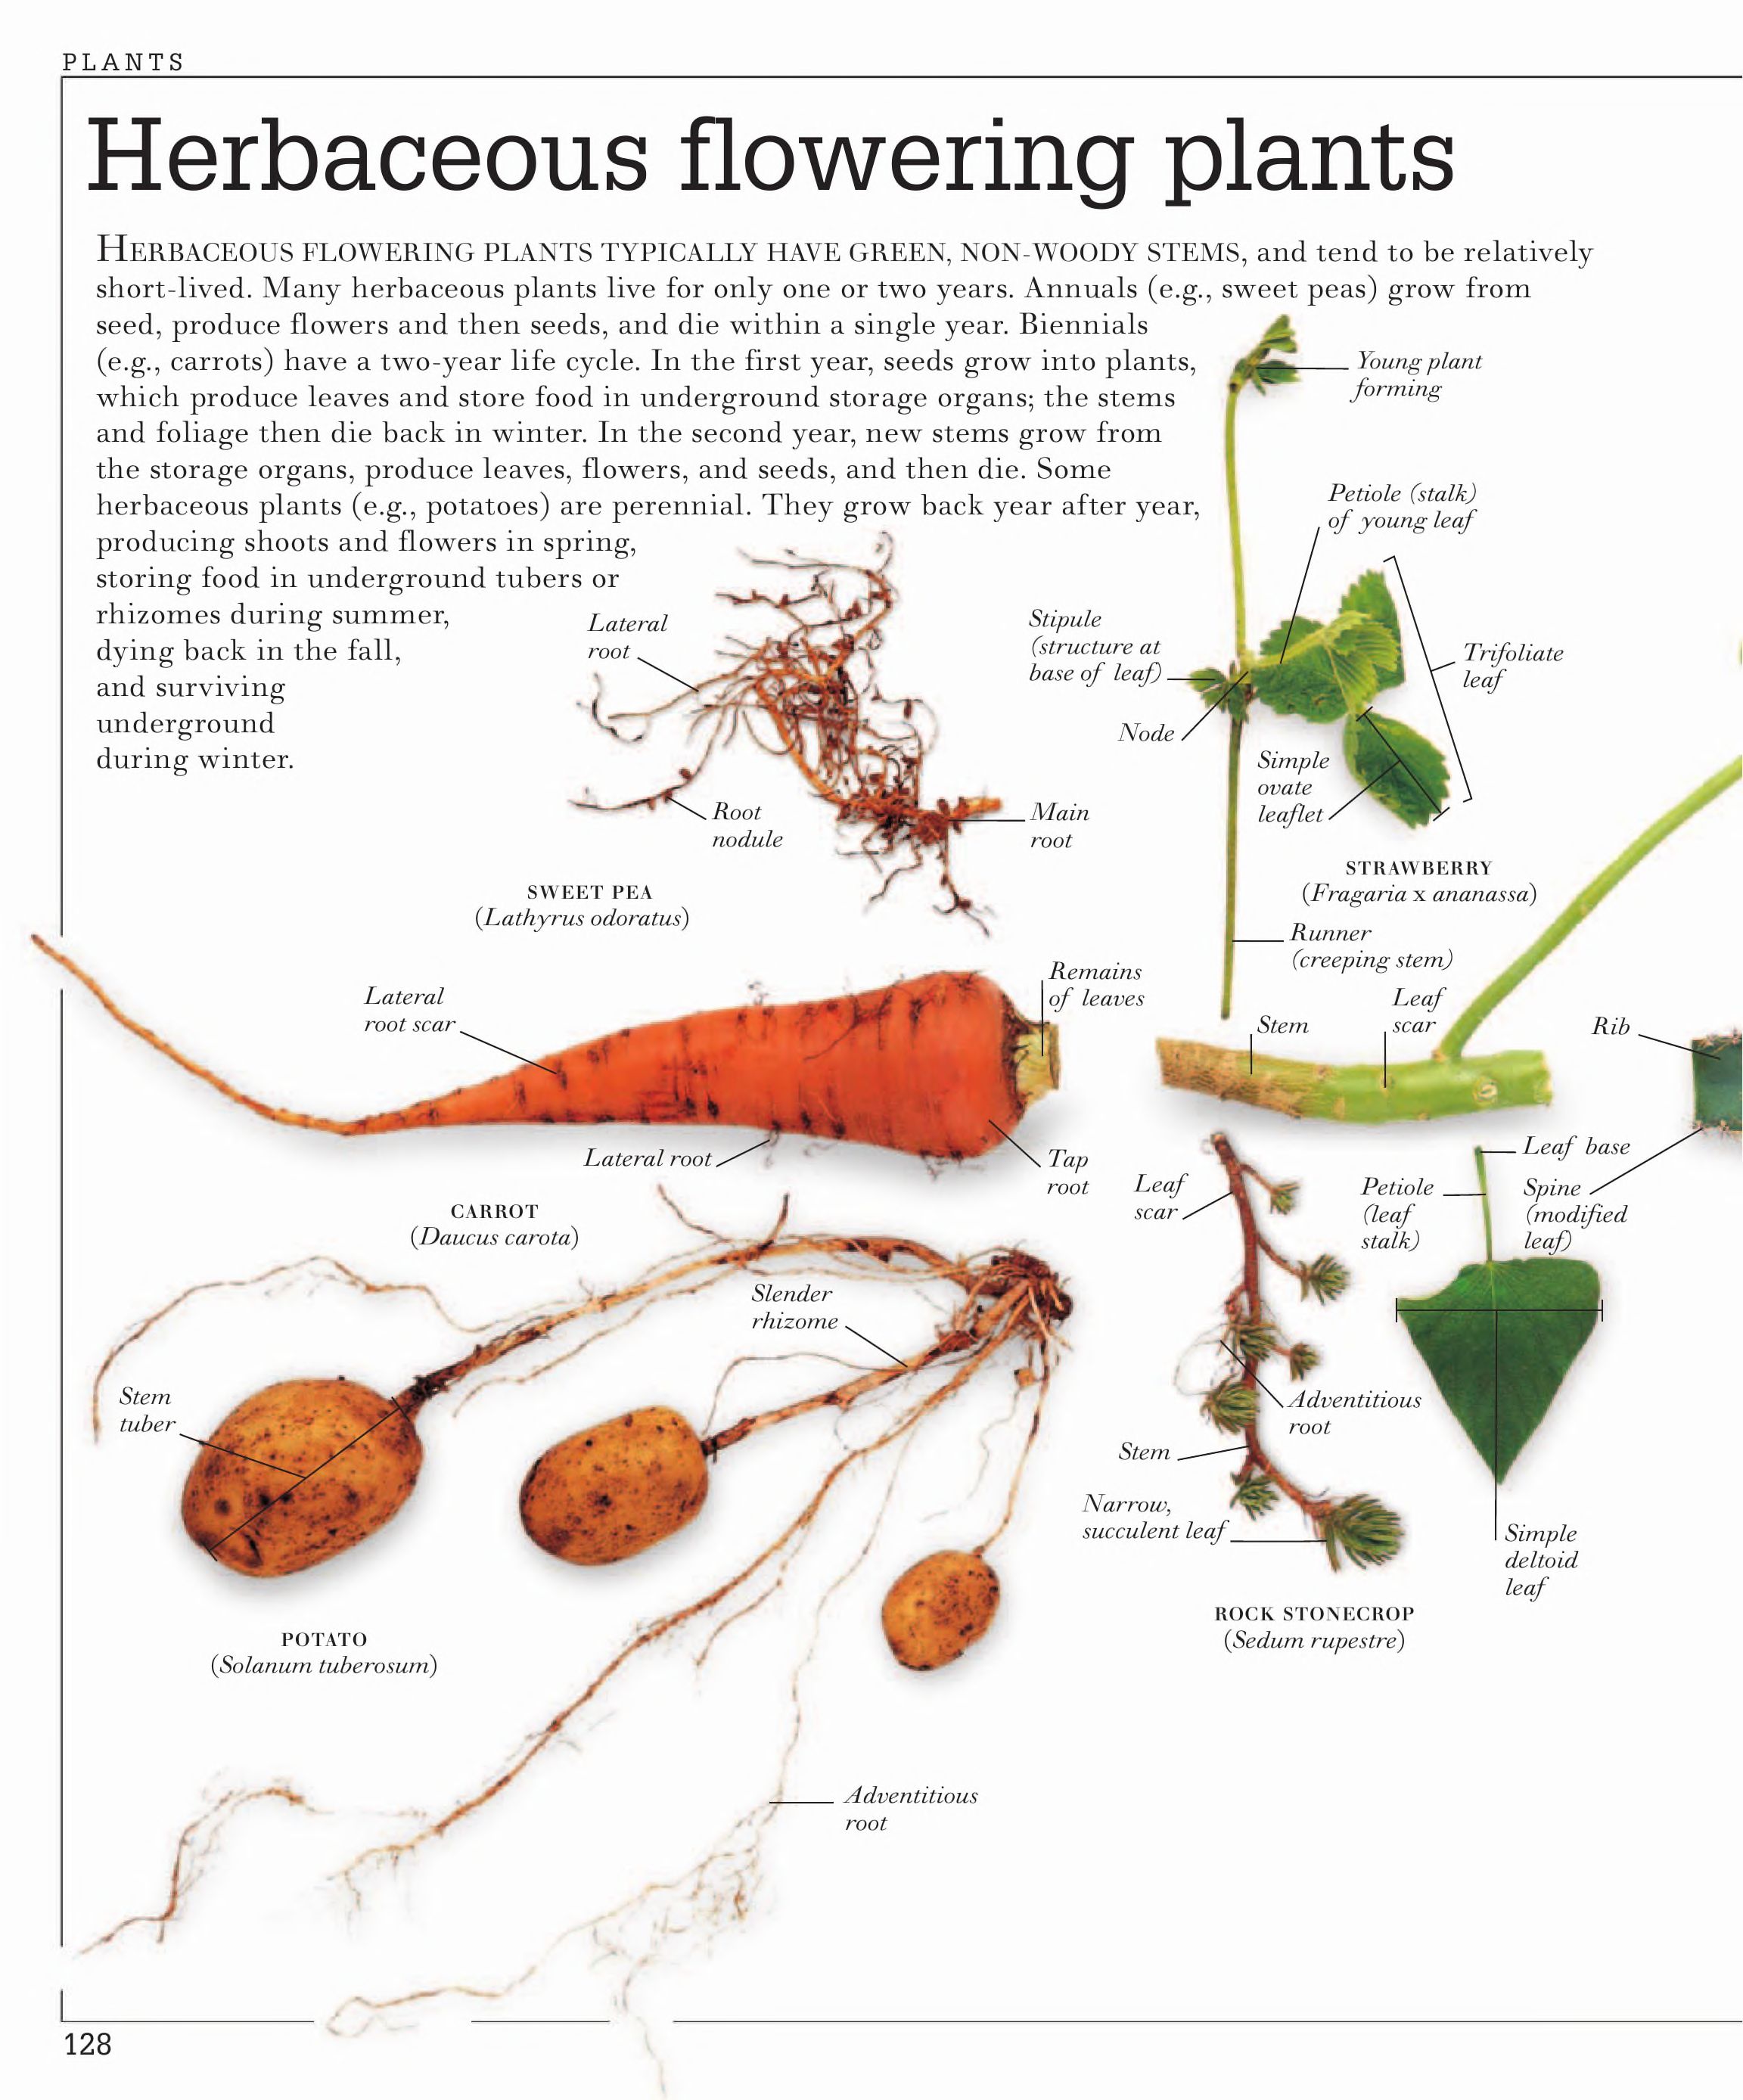 PLANTS
Herbaceous flowering plants
HERBACEOUS FLOWERING PLANTS TYPICALLY HAVE GREEN, NON-WOODY STEMS, and tend to be relatively
short-lived. Many herbaceous plants live for only one or two years. Annuals (e.g., sweet peas) grow from
seed, produce flowers and then seeds, and die within a single year. Biennials
(e.g., carrots) have a two-year life cycle. In the first year, seeds grow into plants,
which produce leaves and store food in underground storage organs; the stems
and foliage then die back in winter. In the second year, new stems grow from
the storage organs, produce leaves, flowers, and seeds, and then die. Some
herbaceous plants (e.g., potatoes) are perennial. They grow back year after year,
producing shoots and flowers in spring,
storing food in underground tubers or
rhizomes during summer,
dying back in the fall,
and surviving
underground
during winter.
Young plant
forming
Petiole (stalk)
of young leaf
Lateral
root
Stipule
(structure at
base of leaf)
Trifoliate
leaf
Node
Simple
ovate
leaflet
Root
nodule
Main
root
SWEET PEA
(Lathyrus odoratus)
STRAWBERRY
(Fragaria x ananassa)
Runner
(creeping stem)
Remains
of leaves
Lateral
root scar
Leaf
scar
Stem
Rib
Lateral root
Tap
root
CARROT
(Daucus carota)
Leaf base
Leaf
scar
Petiole
(leaf
stalk)
Spine
(modified
leaf)
Slender
rhizome
Stem
tuber
Adventitious
root
Stem
Narrow,
succulent leaf
Simple
deltoid
leaf
ROCK STONECROP
(Sedum rupestre)
POTATO
(Solanum tuberosum)
Adventitious
root
128